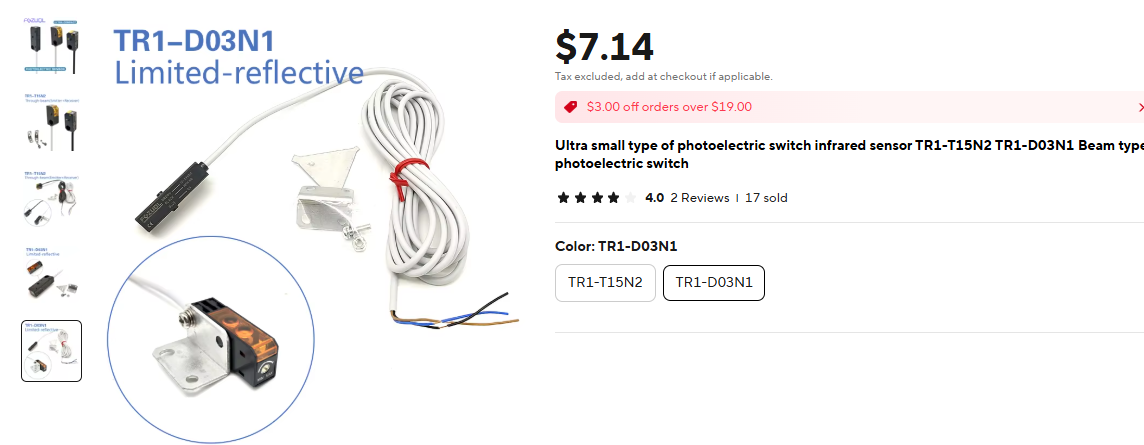 TR1-D03N1
Limited-reflective
$7.14
Tax excluded, add at checkout if applicable.
$3.00 off orders over $19.00
Ultra small type of photoelectric switch infrared sensor TR1-T15N2 TR1-D03N1 Beam type
photoelectric switch
4.0 2 Reviews | 17 sold
Color: TR1-D03N1
TR1-T15N2
TR1-D03N1